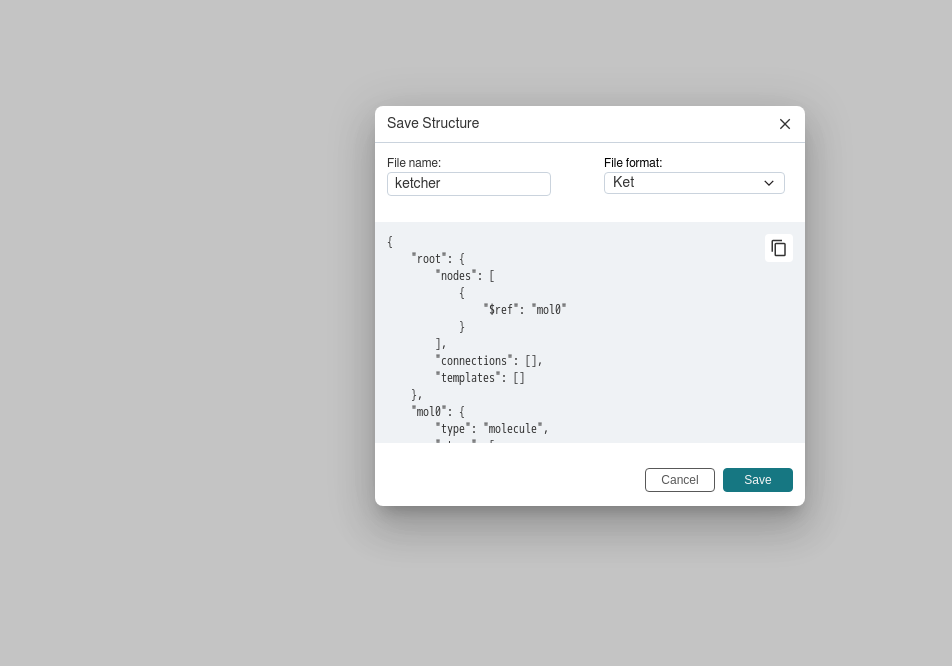 Save Structure
File name:
File format:
ketcher
Ket
{
    "root": {
        "nodes": [
            {
                "$ref": "mol0"
            }
        ],
        "connections": [],
        "templates": []
    },
    "mol0": {
        "type": "molecule",
Cancel
Save